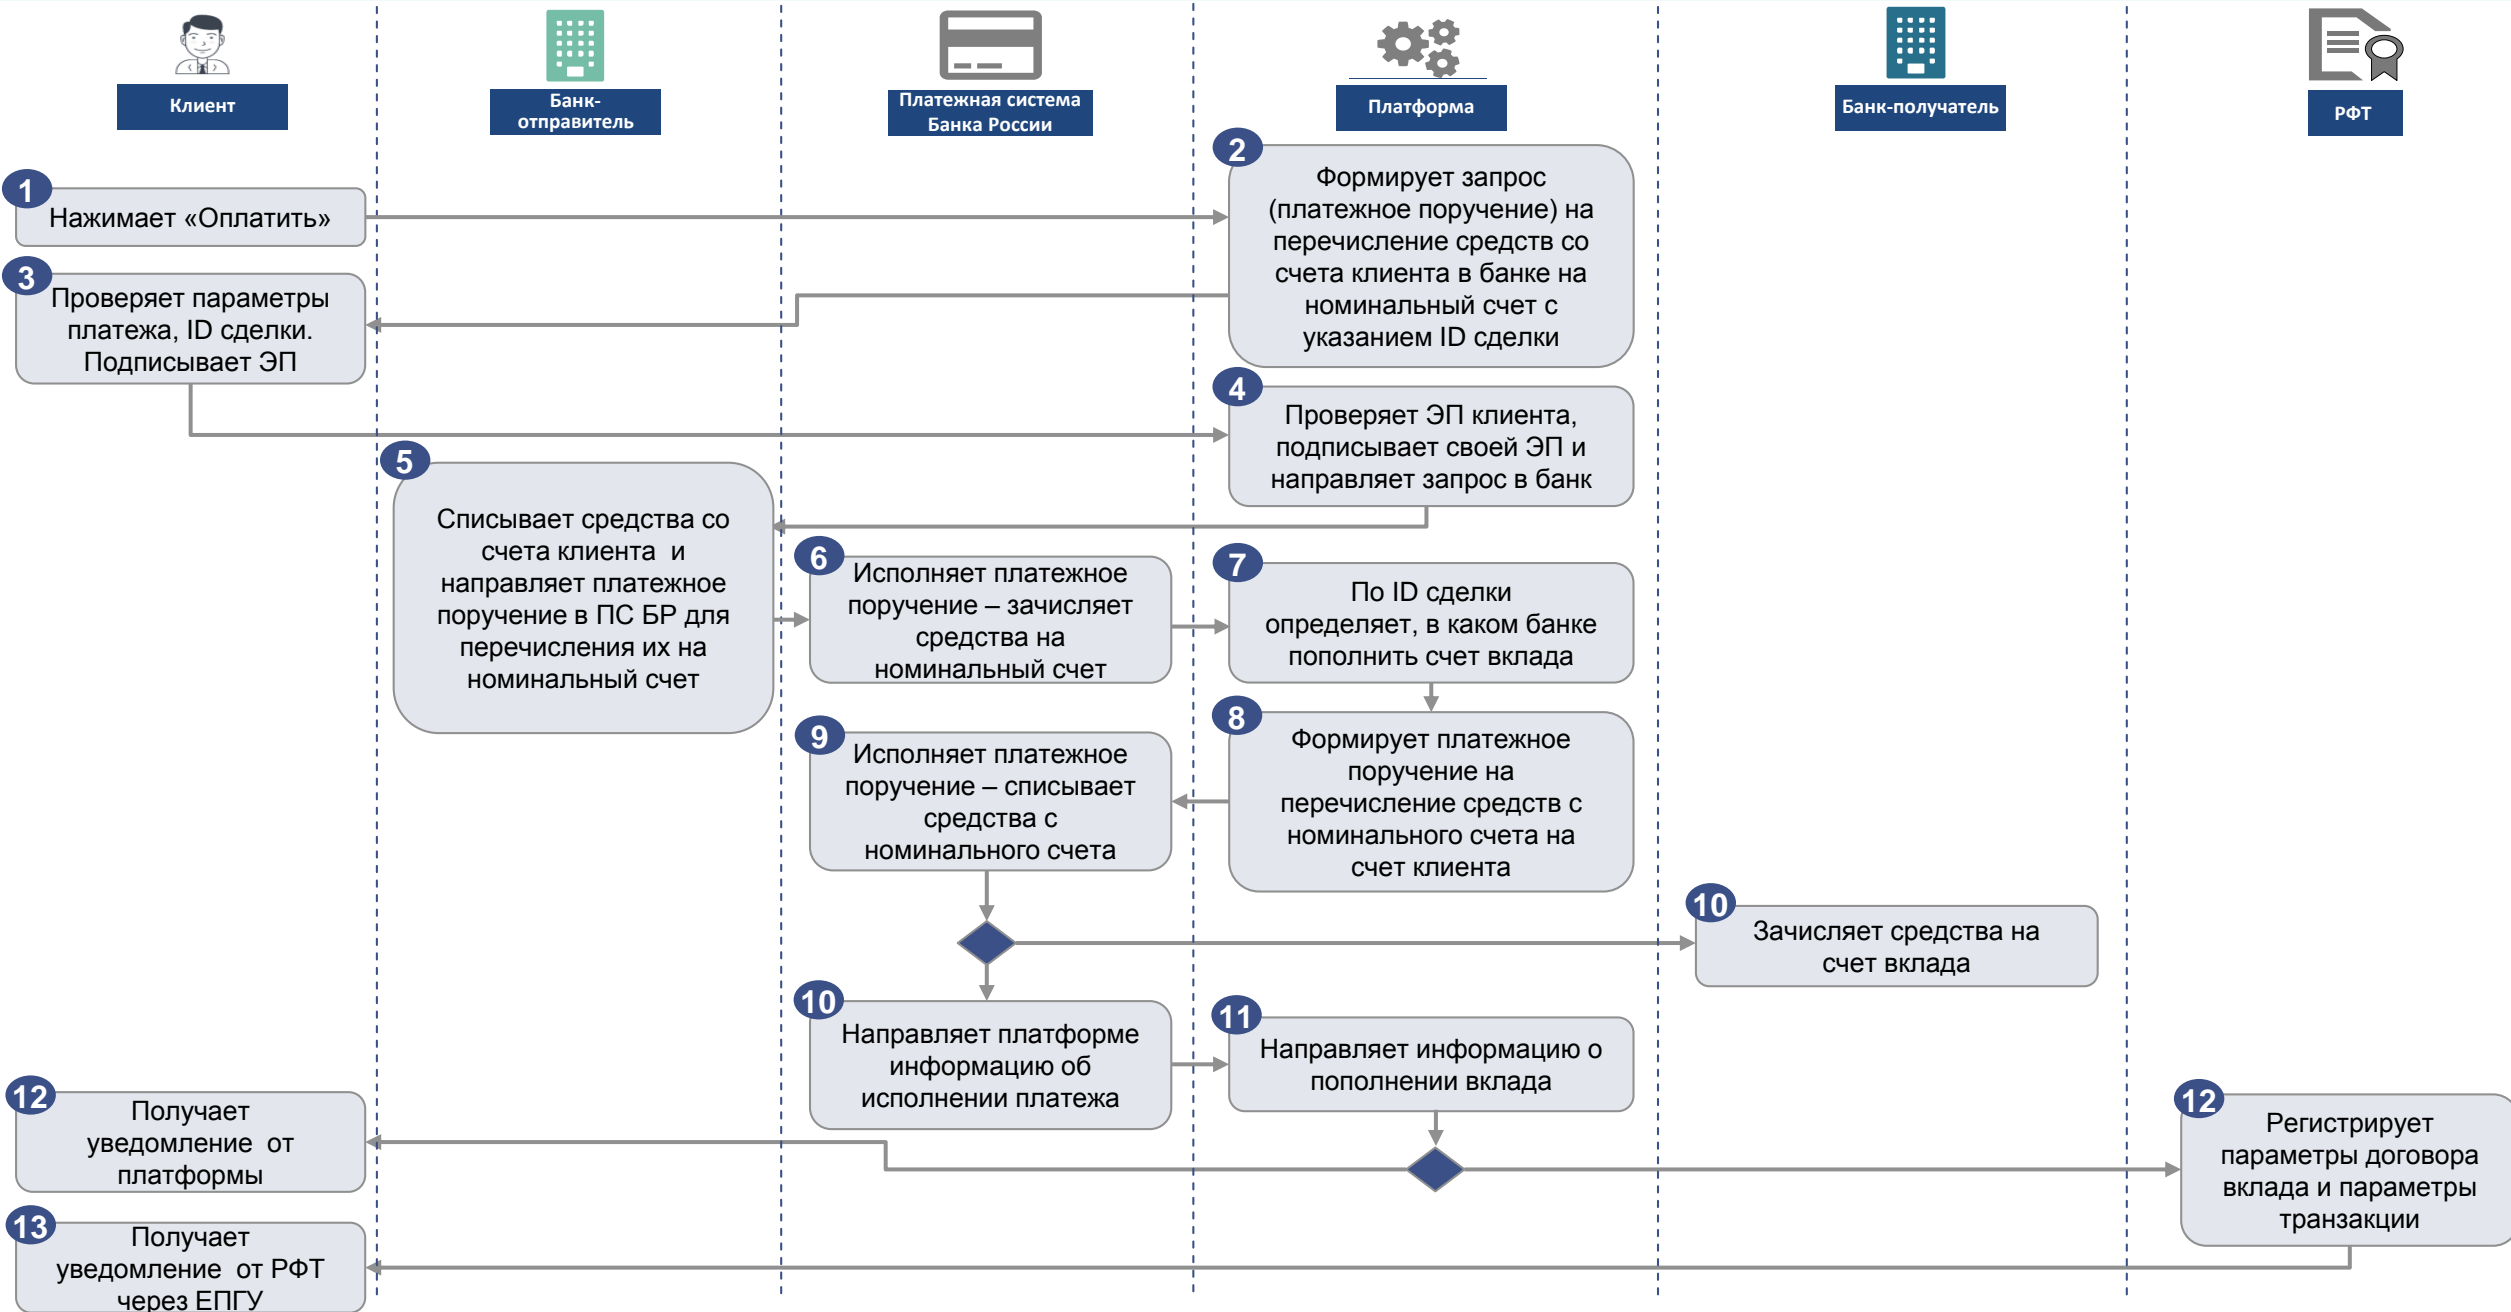 Клиент
Банк-
отправитель
Платежная система
Банка России
Платформа
Банк-получатель
РФТ
1
Нажимает «Оплатить»
2
Формирует запрос
(платежное поручение) на
перечисление средств со
счета клиента в банке на
номинальный счет с
указанием ID сделки
3
Проверяет параметры
платежа, ID сделки.
Подписывает ЭП
4
Проверяет ЭП клиента,
подписывает своей ЭП и
направляет запрос в банк
5
Списывает средства со
счета клиента и
направляет платежное
поручение в ПС БР для
перечисления их на
номинальный счет
6
Исполняет платежное
поручение – зачисляет
средства на
номинальный счет
7
По ID сделки
определяет, в каком банке
пополнить счет вклада
8
Формирует платежное
поручение на
перечисление средств с
номинального счета на
счет клиента
9
Исполняет платежное
поручение – списывает
средства с
номинального счета
10
Зачисляет средства на
счет вклада
10
Направляет платформе
информацию об
исполнении платежа
11
Направляет информацию о
пополнении вклада
12
Получает
уведомление от
платформы
12
Регистрирует
параметры договора
вклада и параметры
транзакции
13
Получает
уведомление от РФТ
через ЕПГУ